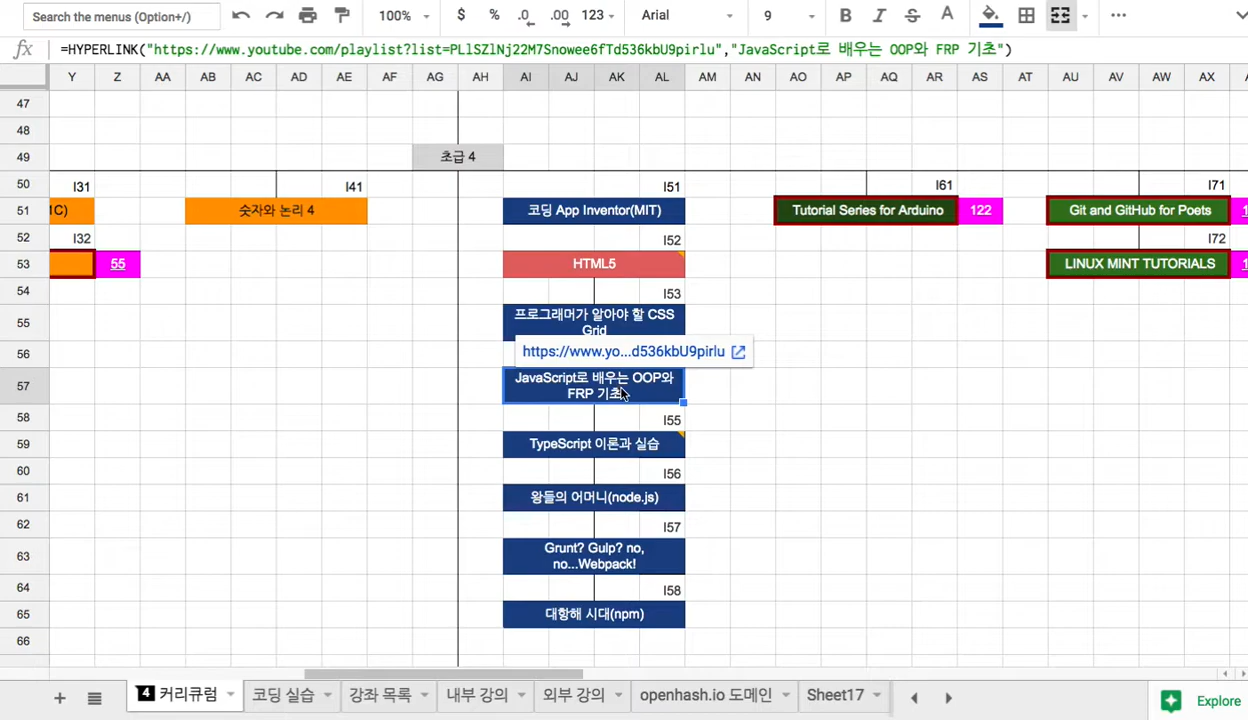 Search the menus (Option+/)
100%
$ % .0 .00 123 Arial 9 B I S A
fx =HYPERLINK("https://www.youtube.com/playlist?list=PLlSZlNj22M7Snowee6fTd536kbU9pirlu","JavaScript로 배우는 OOP와 FRP 기초")
Y Z AA AB AC AD AE AF AG AH AI AJ AK AL AM AN AO AP AQ AR AS AT AU AV AW AX
47
48
49 초급 4
50 I31 I41 I51 I61 I71
51 1C) 숫자와 논리 4 코딩 App Inventor(MIT) Tutorial Series for Arduino 122 Git and GitHub for Poets
52 I32 I52 I72
53 55 HTML5 LINUX MINT TUTORIALS
54 I53
55 프로그래머가 알아야 할 CSS
Grid
56 https://www.yo...d536kbU9pirlu
57 JavaScript로 배우는 OOP와
FRP 기초
58 I55
59 TypeScript 이론과 실습
60 I56
61 왕들의 어머니(node.js)
62 I57
63 Grunt? Gulp? no,
no...Webpack!
64 I58
65 대항해 시대(npm)
66
4 커리큐럼 코딩 실습 강좌 목록 내부 강의 외부 강의 openhash.io 도메인 Sheet17 Explore